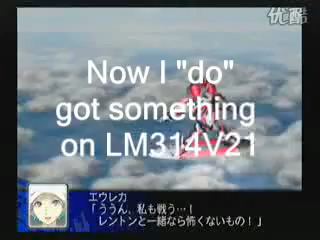 优酷
Now I "do"
got something
on LM314V21
エウレカ
「ううん、私も戦う…！
レントンと一緒なら怖くないもの！」